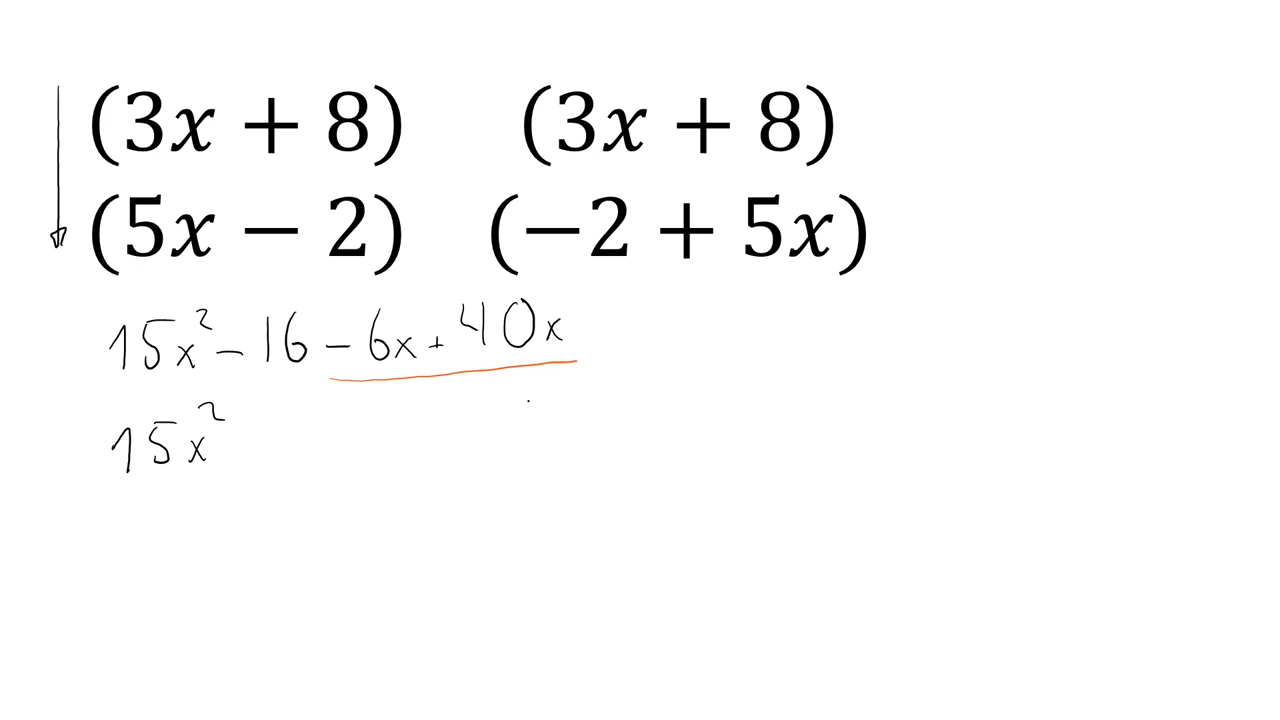 (3x + 8) (3x + 8)
(5x − 2) (−2 + 5x)
15x² − 16 − 6x + 40x
15x²